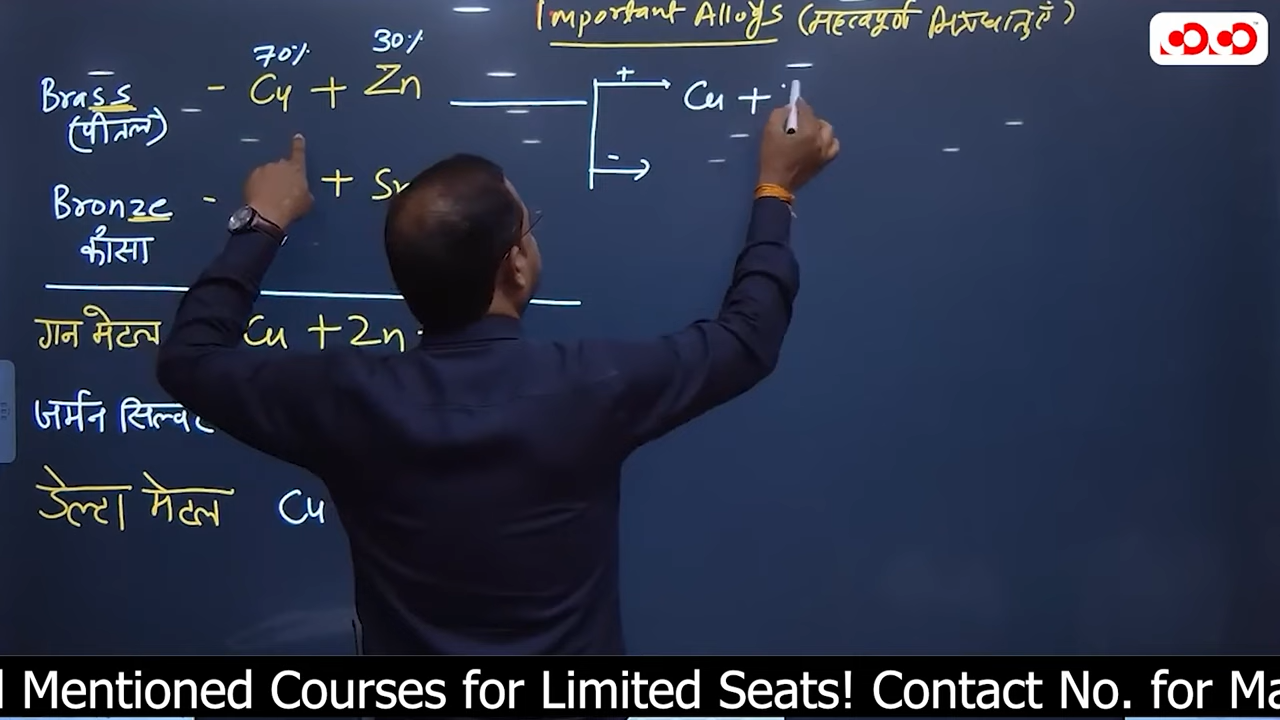 Important Alloys (महत्वपूर्ण मिश्रधातुएँ)
70% 30%
Brass - Cu + Zn + Cu +
(पीतल)
-
Bronze - + Sn
काँसा
गन मेटल Cu + Zn
जर्मन सिल्वर
डेल्टा मेटल Cu
Mentioned Courses for Limited Seats! Contact No. for Ma